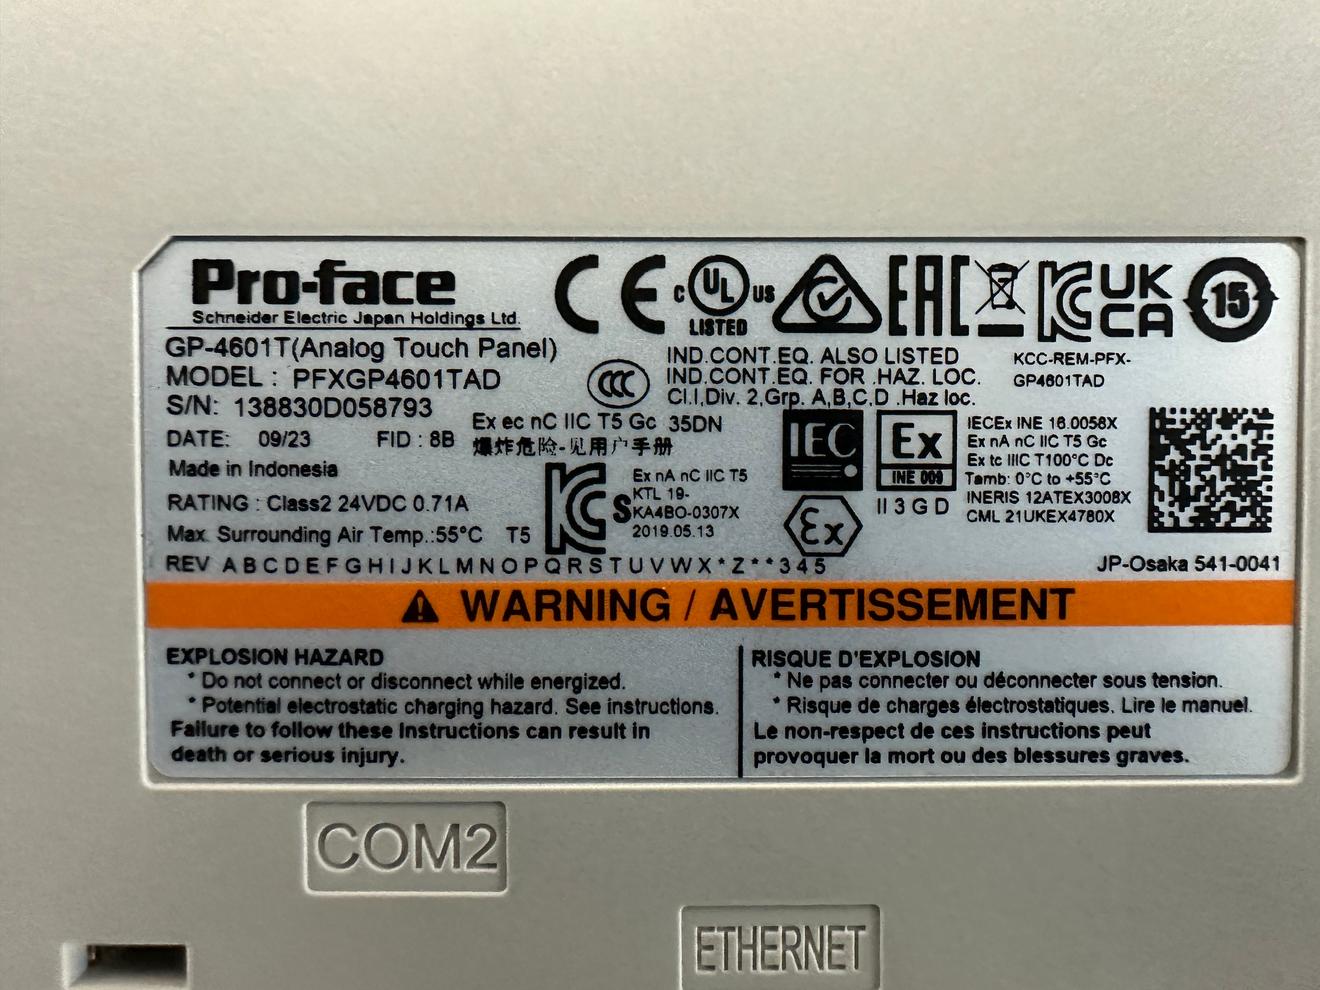 Pro-face
Schneider Electric Japan Holdings Ltd.
CE
C UL US
LISTED
EAC
UK
CA
15
GP-4601T(Analog Touch Panel)
MODEL : PFXGP4601TAD
S/N: 138830D058793
DATE: 09/23 FID : 8B
Made in Indonesia
RATING : Class2 24VDC 0.71A
Max. Surrounding Air Temp.:55°C T5
REV A B C D E F G H I J K L M N O P Q R S T U V W X * Z * * 3 4 5
CCC
IND.CONT.EQ. ALSO LISTED
IND.CONT.EQ. FOR .HAZ. LOC.
Cl.I,Div. 2,Grp. A,B,C,D .Haz loc.
35DN
KCC-REM-PFX-
GP4601TAD
Ex ec nC IIC T5 Gc
爆炸危险-见用户手册
KC s
Ex nA nC IIC T5
KTL 19-
KA4BO-0307X
2019.05.13
IEC
Ex
INE 009
Ex
II 3 G D
IECEx INE 16.0058X
Ex nA nC IIC T5 Gc
Ex tc IIIC T100°C Dc
Tamb: 0°C to +55°C
INERIS 12ATEX3008X
CML 21UKEX4780X
JP-Osaka 541-0041
WARNING / AVERTISSEMENT
EXPLOSION HAZARD
* Do not connect or disconnect while energized.
* Potential electrostatic charging hazard. See instructions.
Failure to follow these Instructions can result in
death or serious injury.
RISQUE D'EXPLOSION
* Ne pas connecter ou déconnecter sous tension.
* Risque de charges électrostatiques. Lire le manuel.
Le non-respect de ces instructions peut
provoquer la mort ou des blessures graves.
COM2
ETHERNET